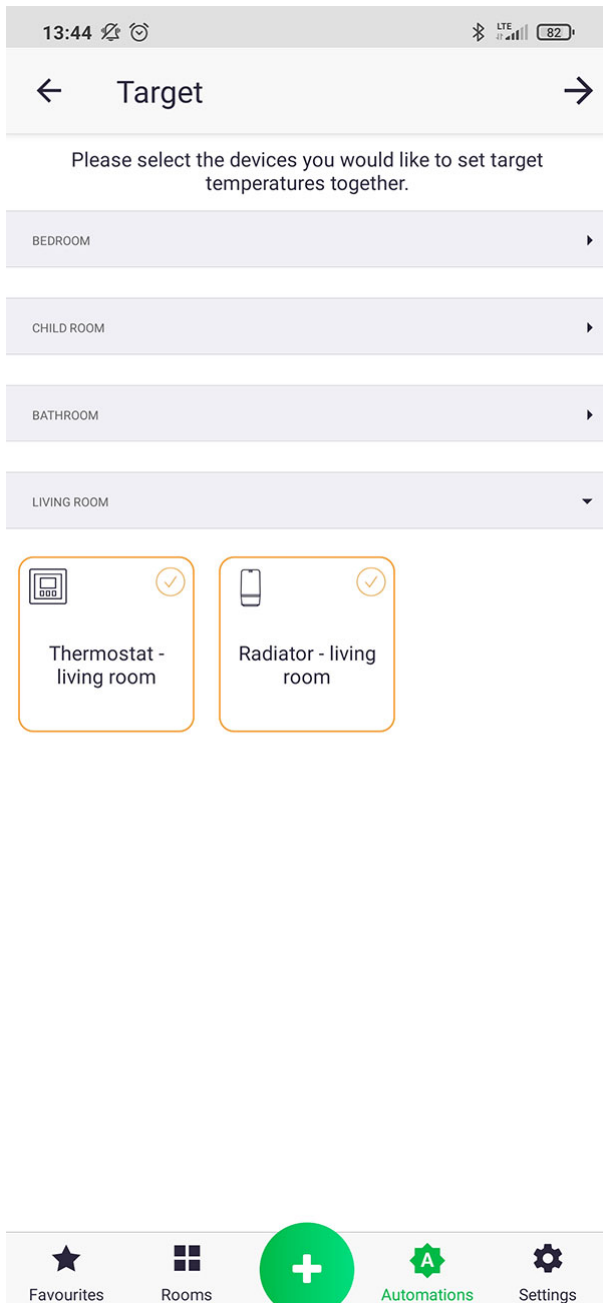 13:44 LTE 82
Target
Please select the devices you would like to set target
temperatures together.
BEDROOM
CHILD ROOM
BATHROOM
LIVING ROOM
Thermostat -
living room
Radiator - living
room
A
Favourites Rooms Automations Settings